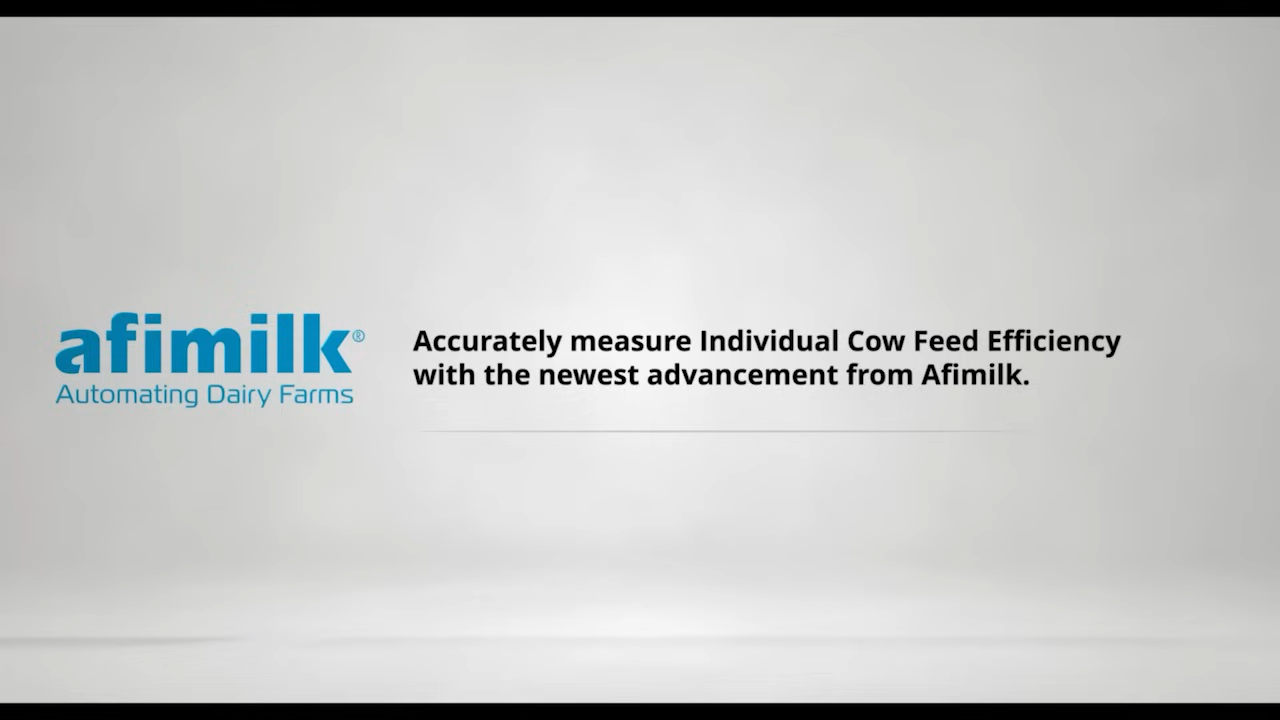 afimilk®
Automating Dairy Farms
Accurately measure Individual Cow Feed Efficiency
with the newest advancement from Afimilk.